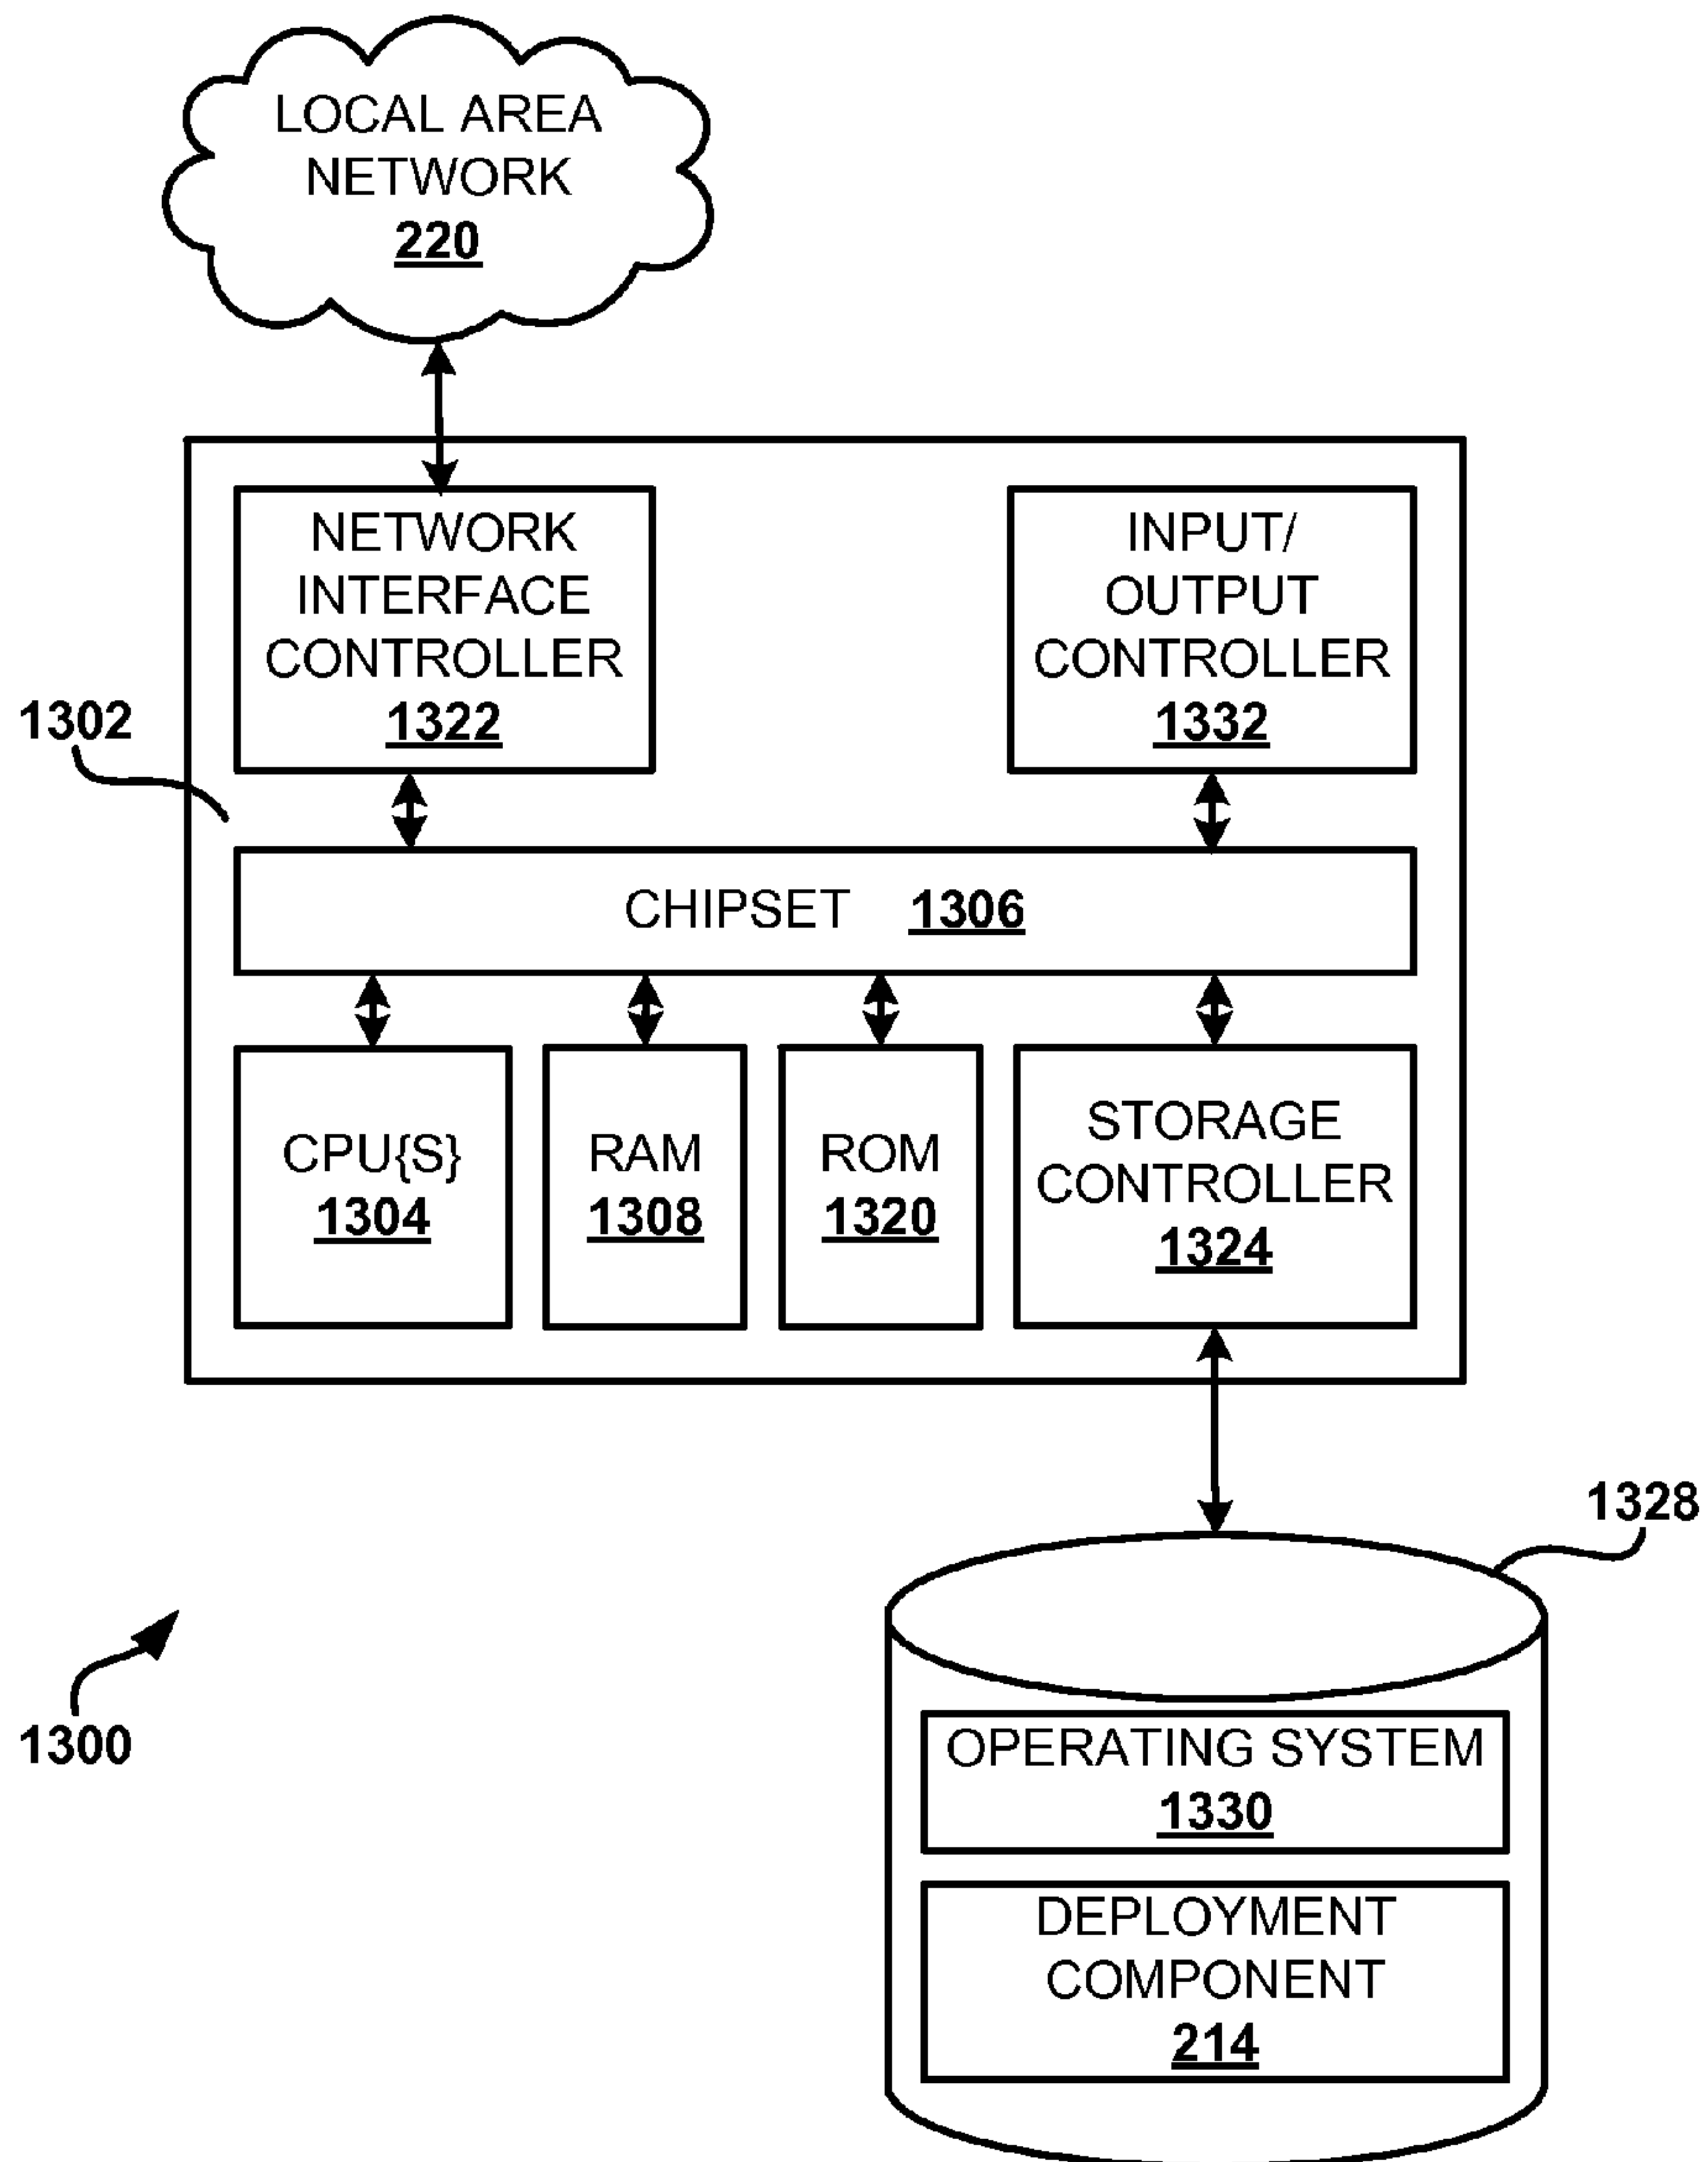 LOCAL AREA
NETWORK
220
NETWORK
INTERFACE
CONTROLLER
1322
INPUT/
OUTPUT
CONTROLLER
1332
1302
CHIPSET 1306
CPU{S}
1304
RAM
1308
ROM
1320
STORAGE
CONTROLLER
1324
1328
1300
OPERATING SYSTEM
1330
DEPLOYMENT
COMPONENT
214